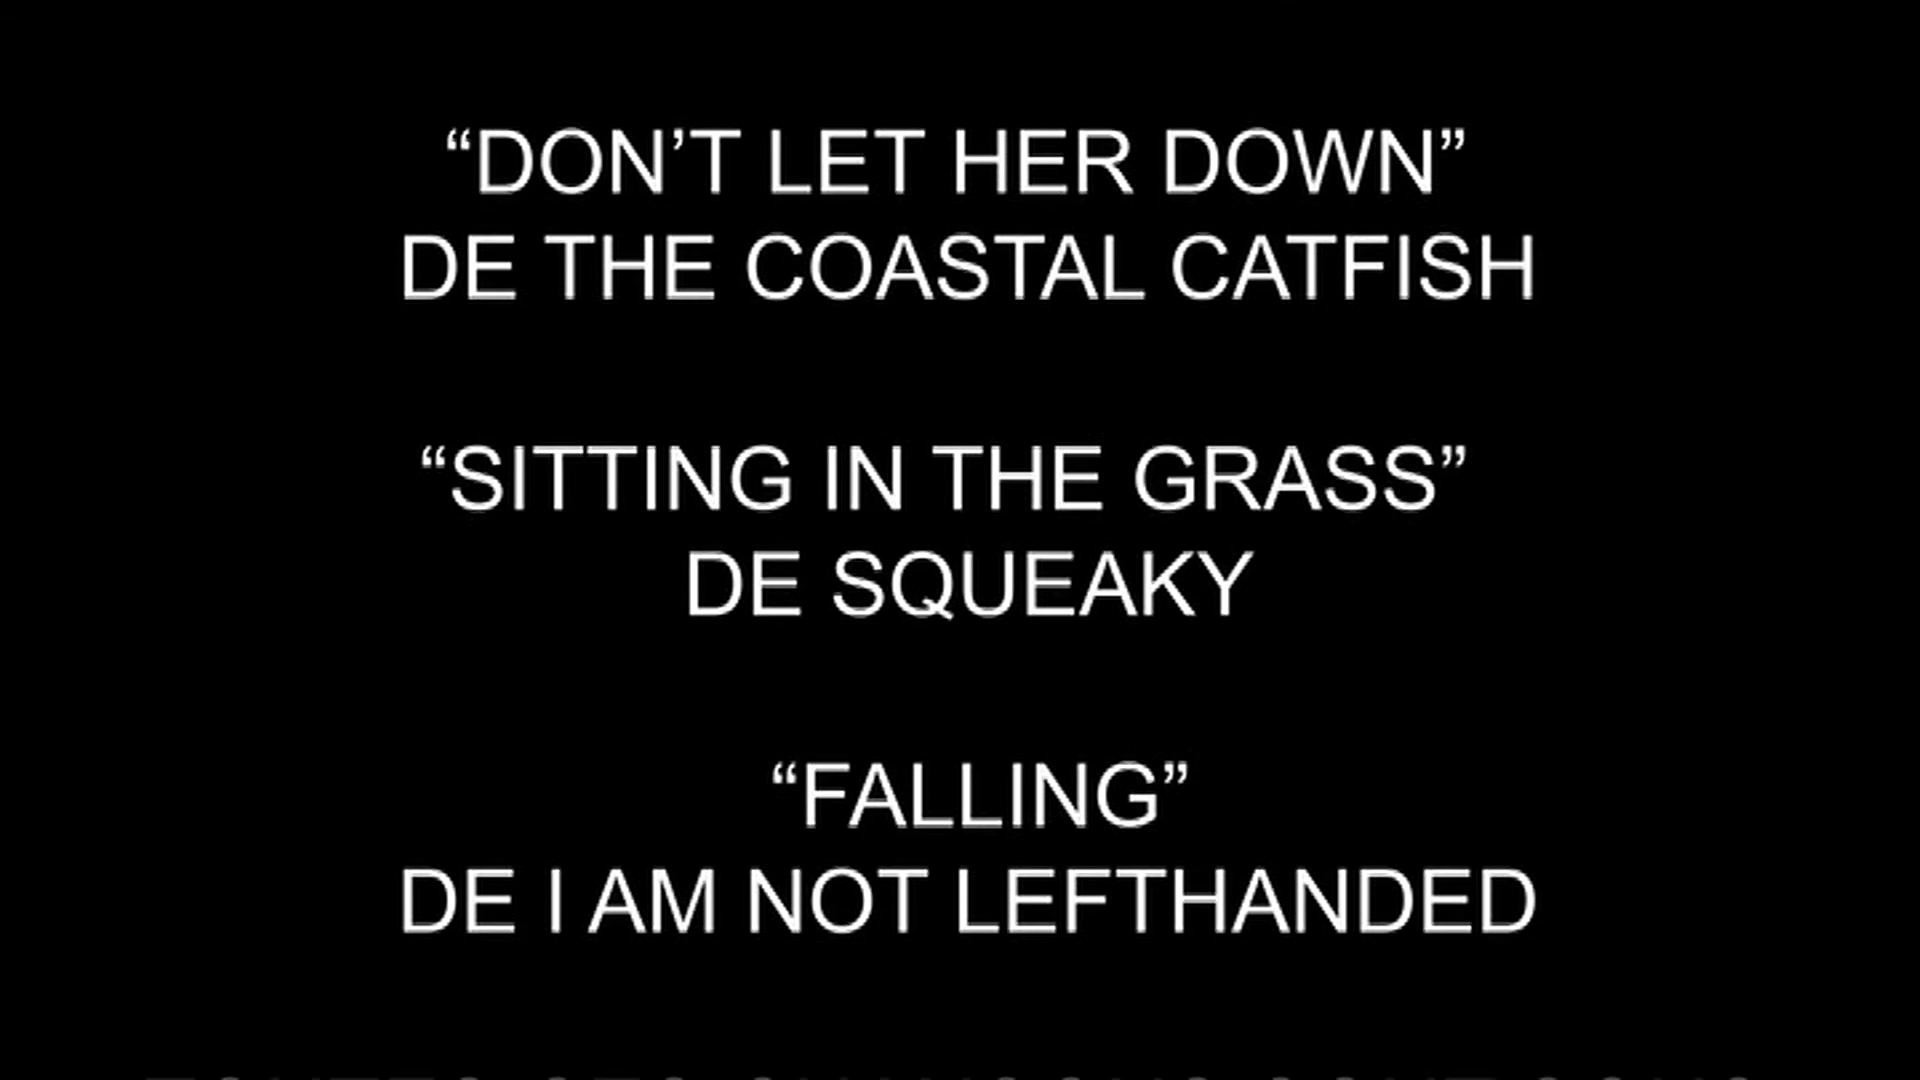 “DON’T LET HER DOWN”
DE THE COASTAL CATFISH
“SITTING IN THE GRASS”
DE SQUEAKY
“FALLING”
DE I AM NOT LEFTHANDED